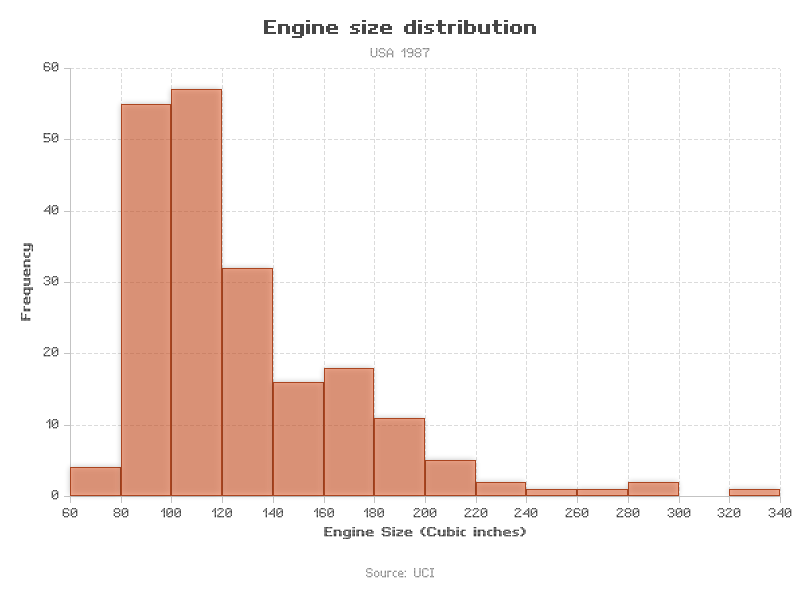 Engine size distribution
USA 1987
60
50
40
30
20
10
0
Frequency
60 80 100 120 140 160 180 200 220 240 260 280 300 320 340
Engine Size (Cubic inches)
Source: UCI